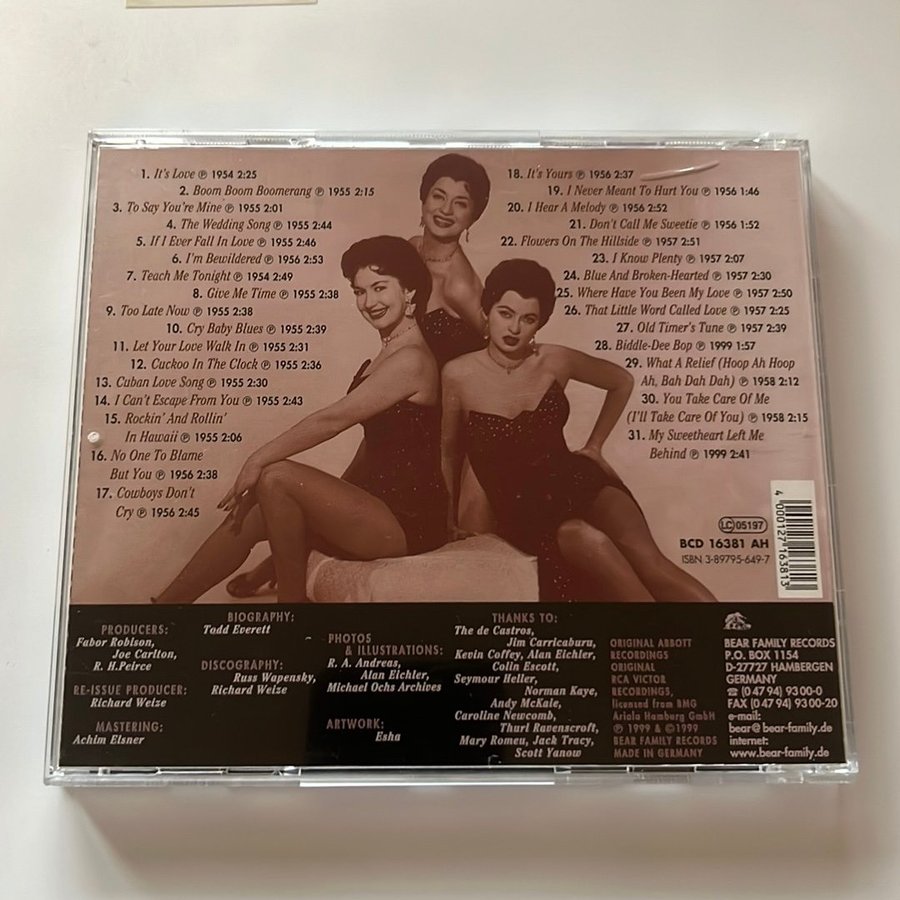 1. It's Love ℗ 1954 2:25
2. Boom Boom Boomerang ℗ 1955 2:15
3. To Say You're Mine ℗ 1955 2:01
4. The Wedding Song ℗ 1955 2:44
5. If I Ever Fall In Love ℗ 1955 2:46
6. I'm Bewildered ℗ 1956 2:53
7. Teach Me Tonight ℗ 1954 2:49
8. Give Me Time ℗ 1955 2:38
9. Too Late Now ℗ 1955 2:38
10. Cry Baby Blues ℗ 1955 2:39
11. Let Your Love Walk In ℗ 1955 2:31
12. Cuckoo In The Clock ℗ 1955 2:36
13. Cuban Love Song ℗ 1955 2:30
14. I Can't Escape From You ℗ 1955 2:43
15. Rockin' And Rollin'
In Hawaii ℗ 1955 2:06
16. No One To Blame
But You ℗ 1956 2:38
17. Cowboys Don't
Cry ℗ 1956 2:45
18. It's Yours ℗ 1956 2:37
19. I Never Meant To Hurt You ℗ 1956 1:46
20. I Hear A Melody ℗ 1956 2:52
21. Don't Call Me Sweetie ℗ 1956 1:52
22. Flowers On The Hillside ℗ 1957 2:51
23. I Know Plenty ℗ 1957 2:07
24. Blue And Broken-Hearted ℗ 1957 2:30
25. Where Have You Been My Love ℗ 1957 2:50
26. That Little Word Called Love ℗ 1957 2:25
27. Old Timer's Tune ℗ 1957 2:39
28. Biddle-Dee Bop ℗ 1999 1:57
29. What A Relief (Hoop Ah Hoop
Ah, Bah Dah Dah) ℗ 1958 2:12
30. You Take Care Of Me
(I'll Take Care Of You) ℗ 1958 2:15
31. My Sweetheart Left Me
Behind ℗ 1999 2:41
LC 05197
BCD 16381 AH
ISBN 3-89795-649-7
4 000127 163813
PRODUCERS:
Fabor Robison,
Joe Carlton,
R. H.Peirce
RE-ISSUE PRODUCER:
Richard Weize
MASTERING:
Achim Elsner
BIOGRAPHY:
Todd Everett
DISCOGRAPHY:
Russ Wapensky,
Richard Weize
PHOTOS
& ILLUSTRATIONS:
R. A. Andreas,
Alan Eichler,
Michael Ochs Archives
ARTWORK:
Esha
THANKS TO:
The de Castros,
Jim Carricaburu,
Kevin Coffey, Alan Eichler,
Colin Escott,
Seymour Heller,
Norman Kaye,
Andy McKale,
Caroline Newcomb,
Thuri Ravenscroft,
Mary Romeu, Jack Tracy,
Scott Yanow
ORIGINAL ABBOTT
RECORDINGS
ORIGINAL
RCA VICTOR
RECORDINGS,
licensed from BMG
Ariola Hamburg GmbH
℗ 1999 & © 1999
BEAR FAMILY RECORDS
MADE IN GERMANY
BEAR FAMILY RECORDS
P.O. BOX 1154
D-27727 HAMBERGEN
GERMANY
☎ (0 47 94) 93 00-0
FAX (0 47 94) 93 00-20
e-mail:
bear@bear-family.de
internet:
www.bear-family.de